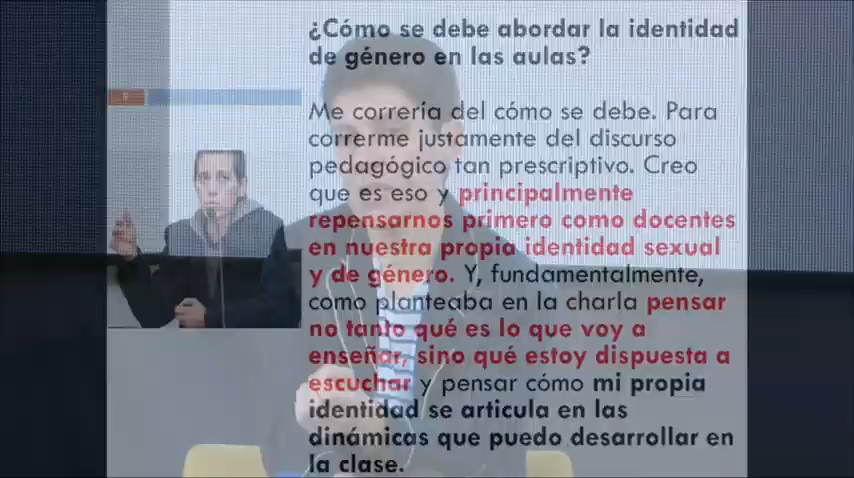 ¿Cómo se debe abordar la identidad
de género en las aulas?
Me correría del cómo se debe. Para
correrme justamente del discurso
pedagógico tan prescriptivo. Creo
que es eso y principalmente
repensarnos primero como docentes
en nuestra propia identidad sexual
y de género. Y, fundamentalmente,
como planteaba en la charla pensar
no tanto qué es lo que voy a
enseñar, sino qué estoy dispuesta a
escuchar y pensar cómo mi propia
identidad se articula en las
dinámicas que puedo desarrollar en
la clase.